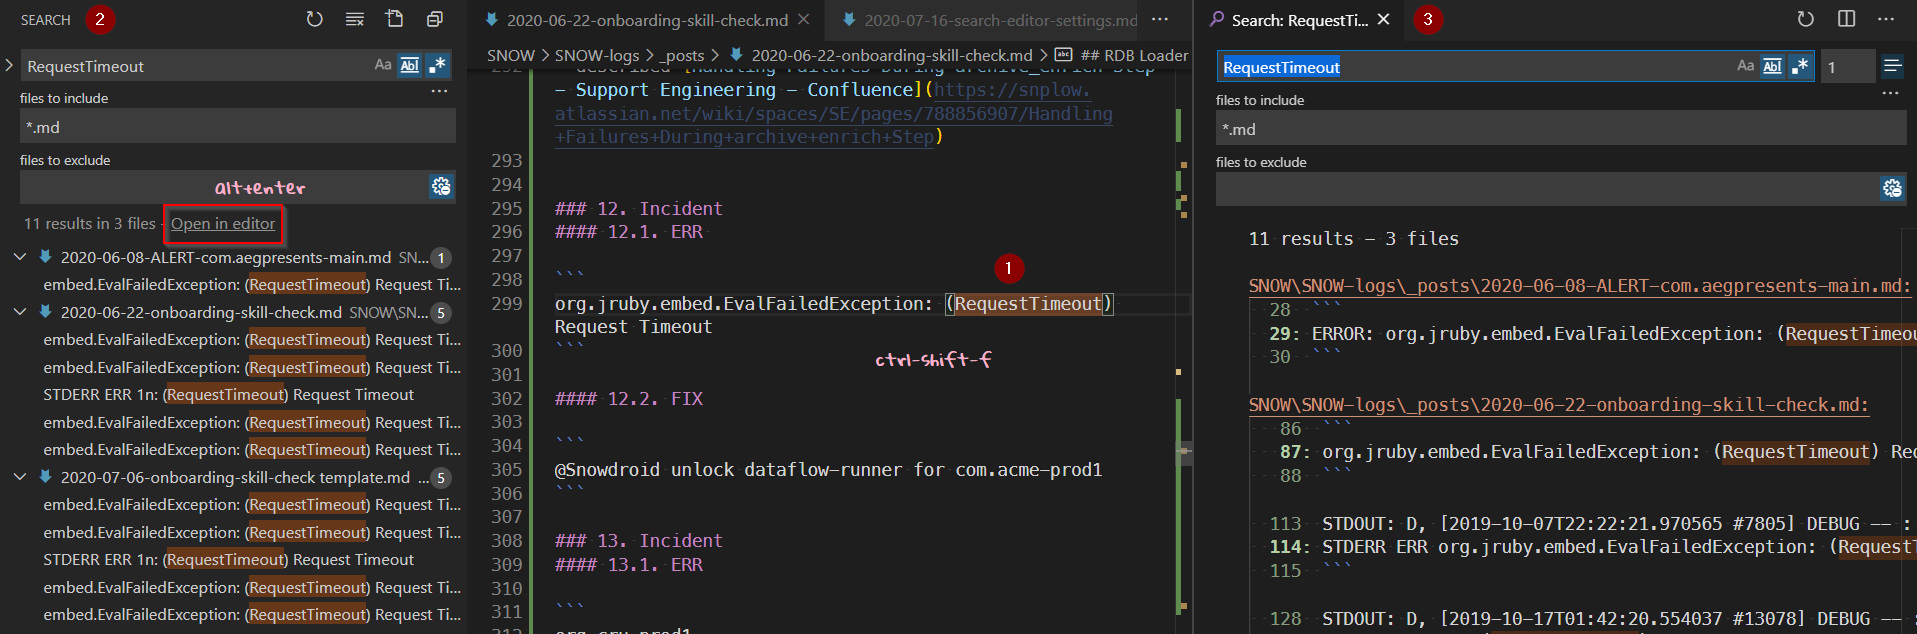 SEARCH 2
RequestTimeout Aa Abl .*
files to include ...
*.md
files to exclude
alt+enter
11 results in 3 files - Open in editor
2020-06-08-ALERT-com.aegpresents-main.md SN... 1
embed.EvalFailedException: (RequestTimeout) Request Ti...
2020-06-22-onboarding-skill-check.md SNOW\SN... 5
embed.EvalFailedException: (RequestTimeout) Request Ti...
embed.EvalFailedException: (RequestTimeout) Request Ti...
STDERR ERR 1n: (RequestTimeout) Request Timeout
embed.EvalFailedException: (RequestTimeout) Request Ti...
embed.EvalFailedException: (RequestTimeout) Request Ti...
2020-07-06-onboarding-skill-check template.md ... 5
embed.EvalFailedException: (RequestTimeout) Request Ti...
embed.EvalFailedException: (RequestTimeout) Request Ti...
STDERR ERR 1n: (RequestTimeout) Request Timeout
embed.EvalFailedException: (RequestTimeout) Request Ti...
embed.EvalFailedException: (RequestTimeout) Request Ti...
2020-06-22-onboarding-skill-check.md 2020-07-16-search-editor-settings.md ...
SNOW > SNOW-logs > _posts > 2020-06-22-onboarding-skill-check.md > abc ## RDB Loader
described [Handling Failures During archive_enrich Step
– Support Engineering – Confluence](https://snplow.
atlassian.net/wiki/spaces/SE/pages/788856907/Handling
+Failures+During+archive+enrich+Step)
293
294
295 ### 12. Incident
296 #### 12.1. ERR
297
298 ```
1
299 org.jruby.embed.EvalFailedException: (RequestTimeout)
Request Timeout
300 ```
ctrl-shift-f
301
302 #### 12.2. FIX
303
304 ```
305 @Snowdroid unlock dataflow-runner for com.acme-prod1
306 ```
307
308 ### 13. Incident
309 #### 13.1. ERR
310
311 ```
Search: RequestTi... 3 ...
RequestTimeout Aa Abl .* 1
files to include ...
*.md
files to exclude
11 results – 3 files
SNOW\SNOW-logs\_posts\2020-06-08-ALERT-com.aegpresents-main.md:
28 ```
29: ERROR: org.jruby.embed.EvalFailedException: (RequestTimeou
30 ```
SNOW\SNOW-logs\_posts\2020-06-22-onboarding-skill-check.md:
86 ```
87: org.jruby.embed.EvalFailedException: (RequestTimeout) Req
88 ```
113 STDOUT: D, [2019-10-07T22:22:21.970565 #7805] DEBUG -- :
114: STDERR ERR org.jruby.embed.EvalFailedException: (RequestT
115 ```
128 STDOUT: D, [2019-10-17T01:42:20.554037 #13078] DEBUG -- :